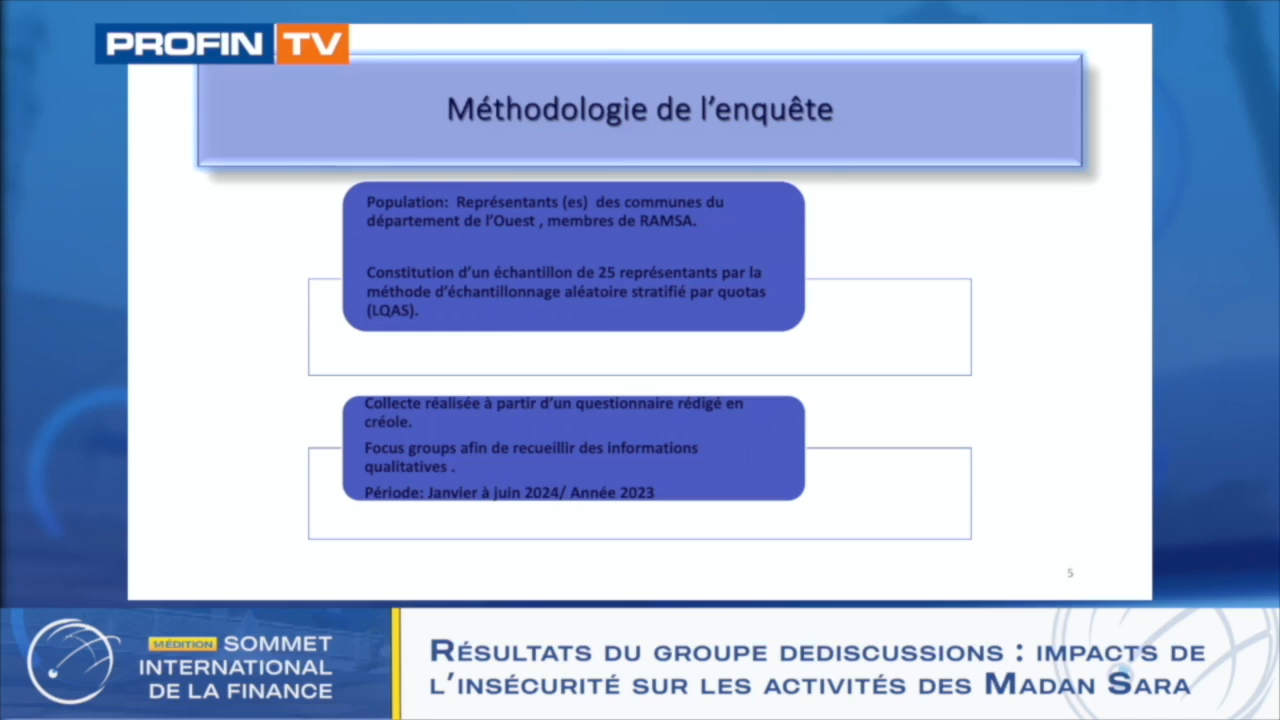 PROFIN TV
Méthodologie de l'enquête
Population: Représentants (es) des communes du
département de l'Ouest , membres de RAMSA.
Constitution d'un échantillon de 25 représentants par la
méthode d'échantillonnage aléatoire stratifié par quotas
(LQAS).
Collecte réalisée à partir d'un questionnaire rédigé en
créole.
Focus groups afin de recueillir des informations
qualitatives .
Période: Janvier à juin 2024/ Année 2023
5
14 ÉDITION SOMMET
INTERNATIONAL
DE LA FINANCE
RÉSULTATS DU GROUPE DEDISCUSSIONS : IMPACTS DE
L'INSÉCURITÉ SUR LES ACTIVITÉS DES MADAN SARA